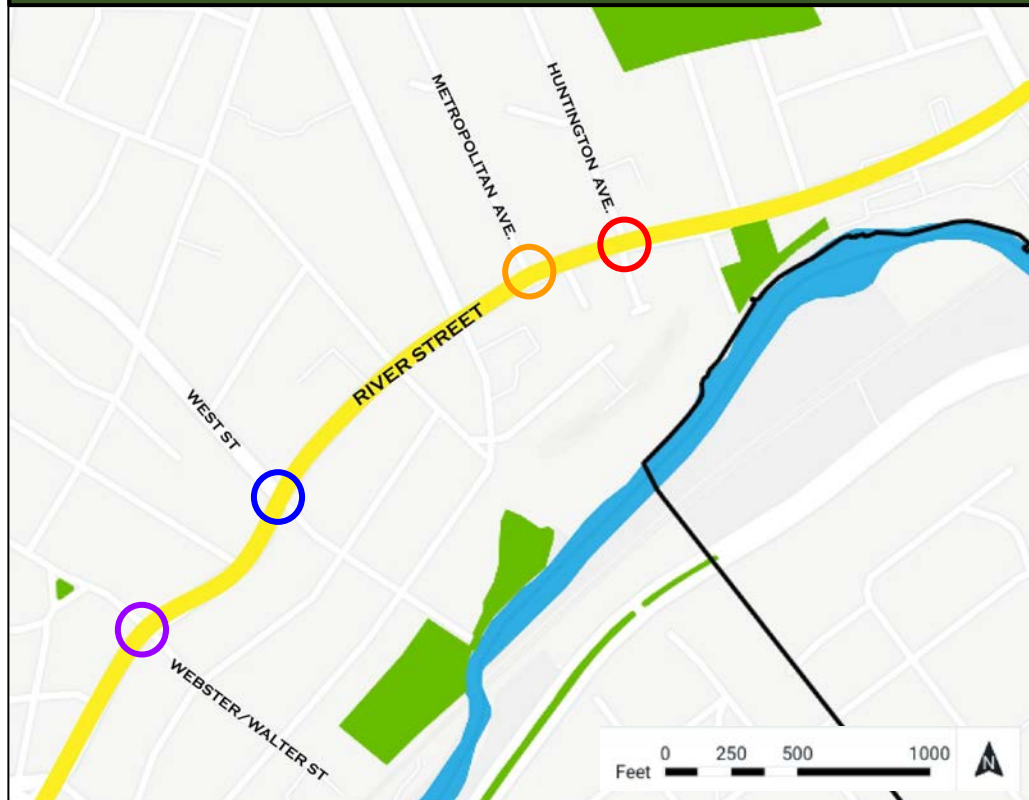 METROPOLITAN AVE.
HUNTINGTON AVE.
RIVER STREET
WEST ST
WEBSTER/WALTER ST
0 250 500 1000
Feet
N